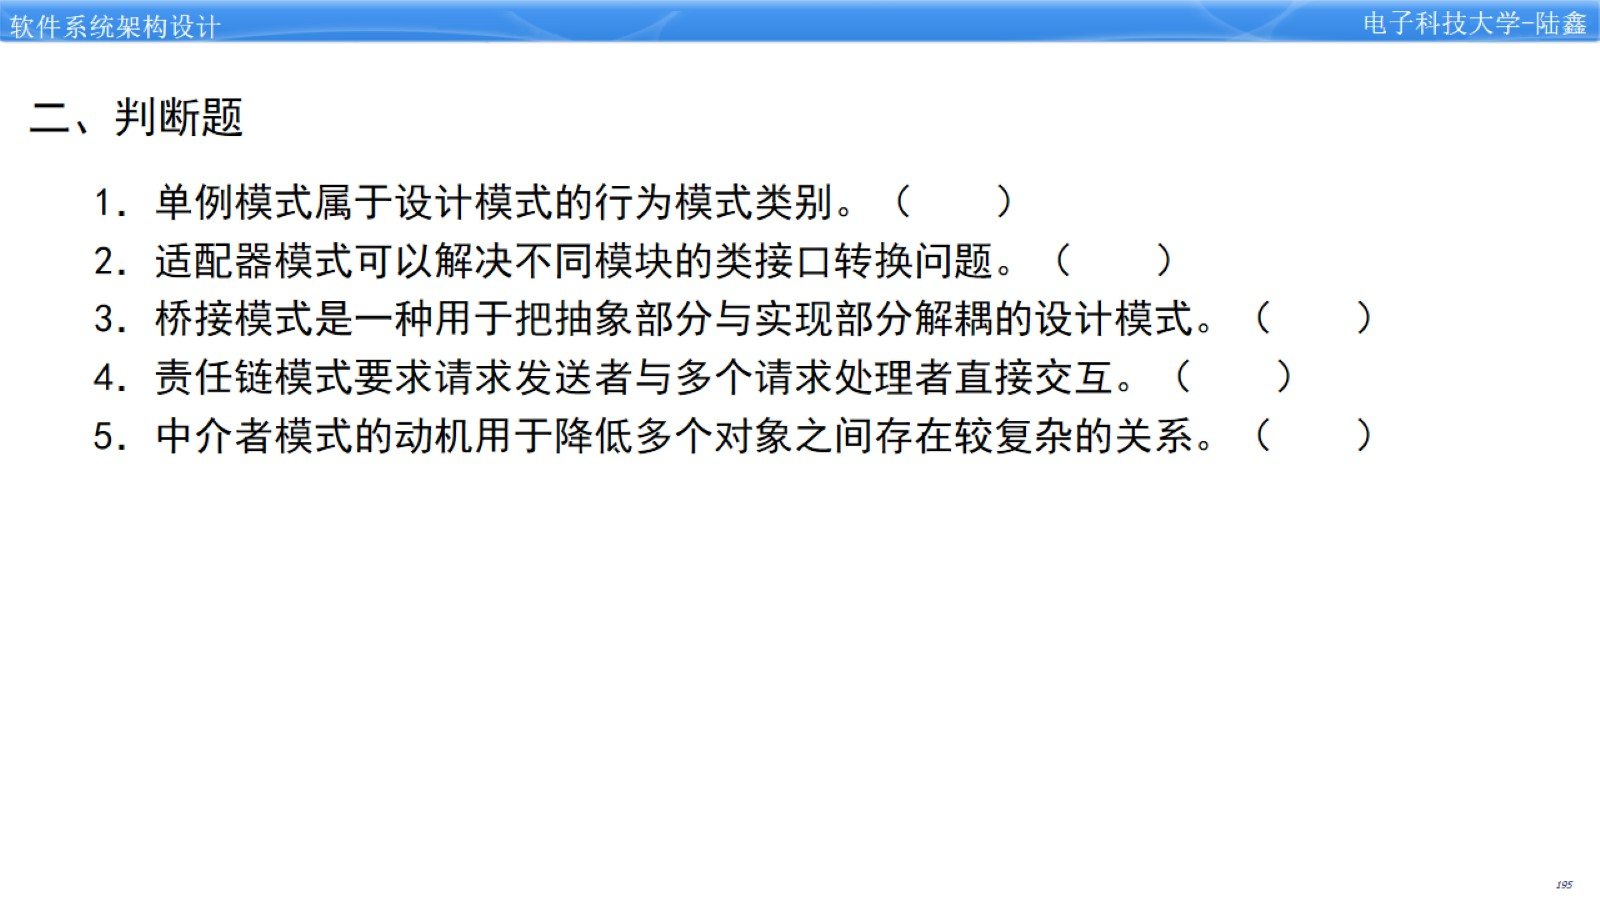 软件系统架构设计
电子科技大学-陆鑫
二、判断题
1. 单例模式属于设计模式的行为模式类别。（　　）
2. 适配器模式可以解决不同模块的类接口转换问题。（　　）
3. 桥接模式是一种用于把抽象部分与实现部分解耦的设计模式。（　　）
4. 责任链模式要求请求发送者与多个请求处理者直接交互。（　　）
5. 中介者模式的动机用于降低多个对象之间存在较复杂的关系。（　　）
195